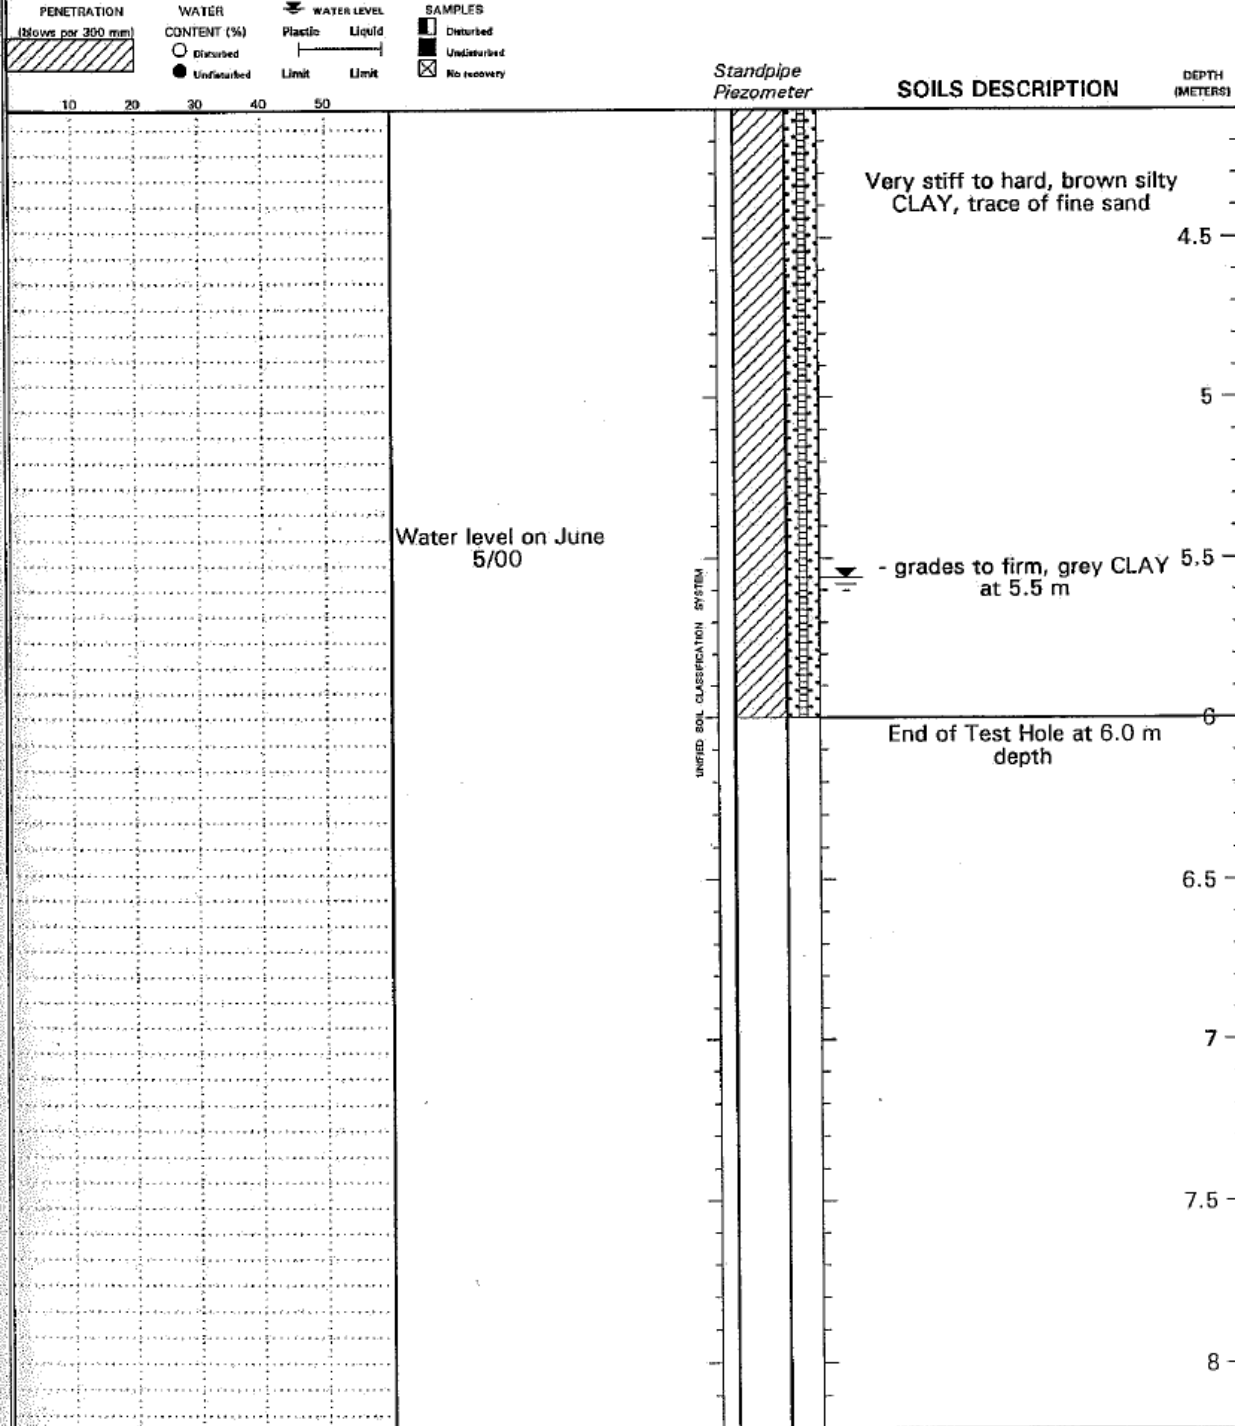 PENETRATION
(blows per 300 mm)
WATER
CONTENT (%)
Disturbed
Undisturbed
WATER LEVEL
Plastic Liquid
Limit Limit
SAMPLES
Disturbed
Undisturbed
No recovery
10 20 30 40 50
Standpipe
Piezometer
SOILS DESCRIPTION
DEPTH
(METERS)
Very stiff to hard, brown silty
CLAY, trace of fine sand
4.5
5
Water level on June
5/00
- grades to firm, grey CLAY
at 5.5 m
5.5
UNIFIED SOIL CLASSIFICATION SYSTEM
6
End of Test Hole at 6.0 m
depth
6.5
7
7.5
8